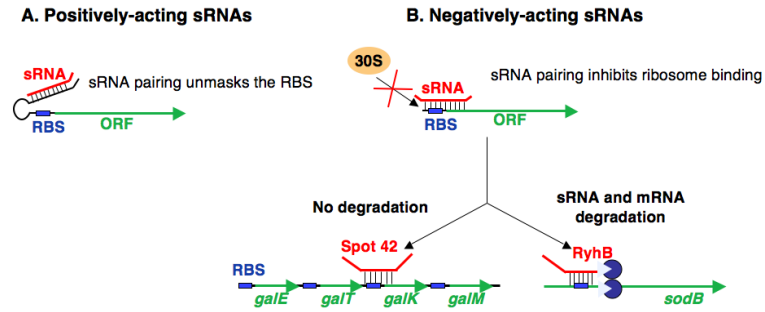 A. Positively-acting sRNAs
sRNA
sRNA pairing unmasks the RBS
RBS
ORF
B. Negatively-acting sRNAs
30S
sRNA
sRNA pairing inhibits ribosome binding
RBS
ORF
No degradation
sRNA and mRNA
degradation
Spot 42
RBS
galE
galT
galK
galM
RyhB
sodB